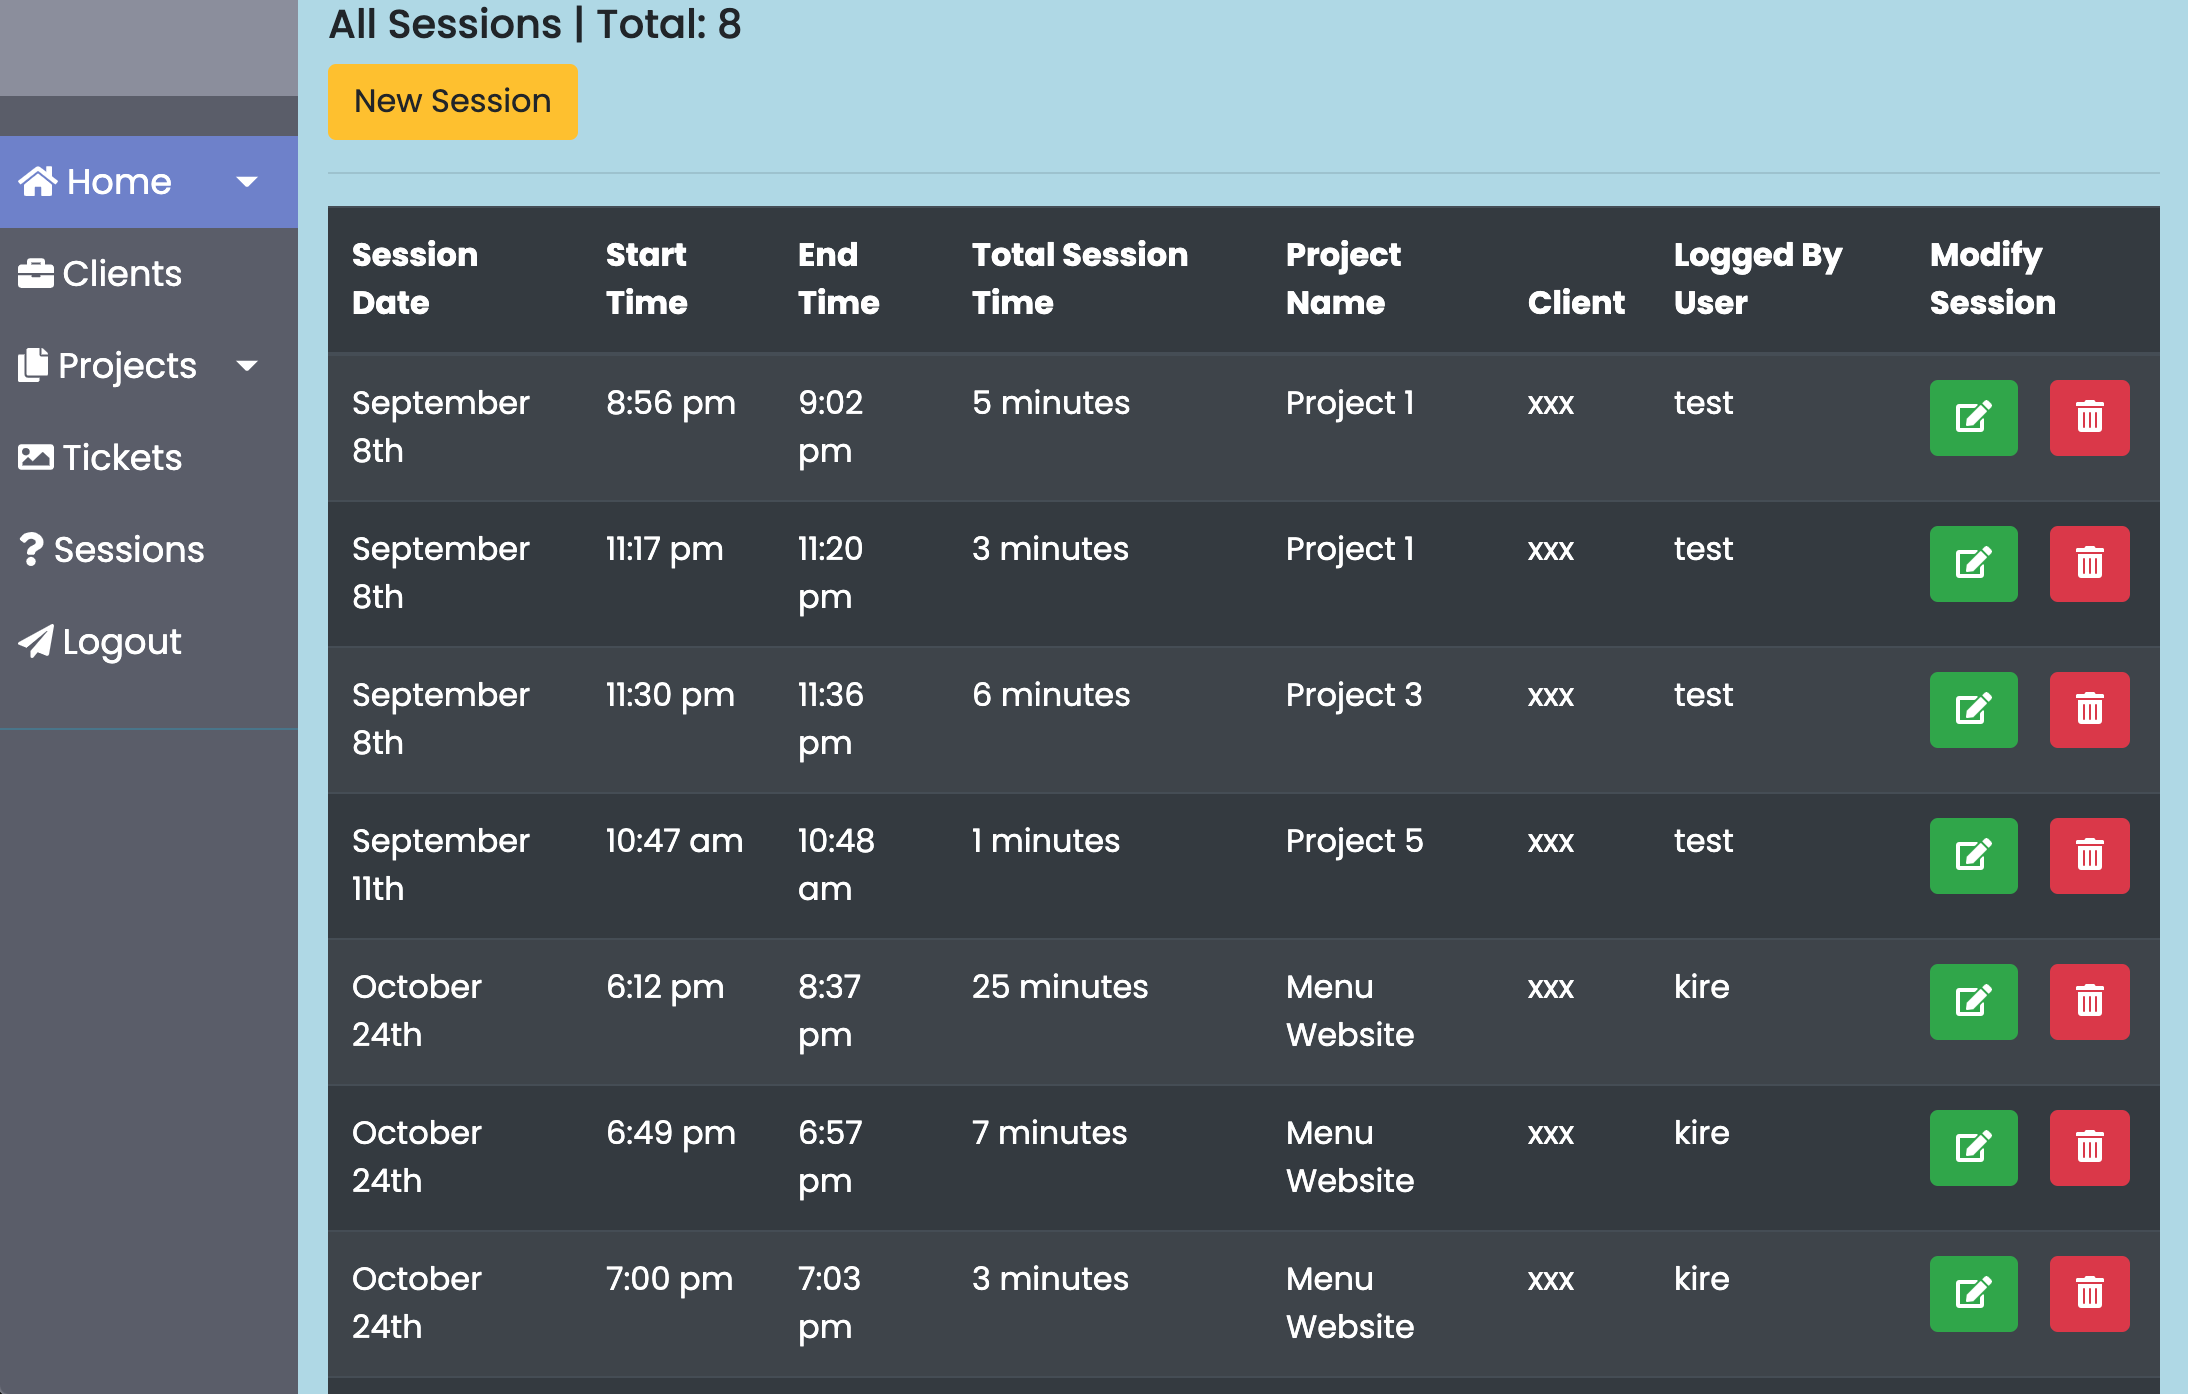 All Sessions | Total: 8
New Session
Home
Clients
Projects
Tickets
Sessions
Logout
Session Date Start Time End Time Total Session Time Project Name Client Logged By User Modify Session
September 8th 8:56 pm 9:02 pm 5 minutes Project 1 xxx test
September 8th 11:17 pm 11:20 pm 3 minutes Project 1 xxx test
September 8th 11:30 pm 11:36 pm 6 minutes Project 3 xxx test
September 11th 10:47 am 10:48 am 1 minutes Project 5 xxx test
October 24th 6:12 pm 8:37 pm 25 minutes Menu Website xxx kire
October 24th 6:49 pm 6:57 pm 7 minutes Menu Website xxx kire
October 24th 7:00 pm 7:03 pm 3 minutes Menu Website xxx kire